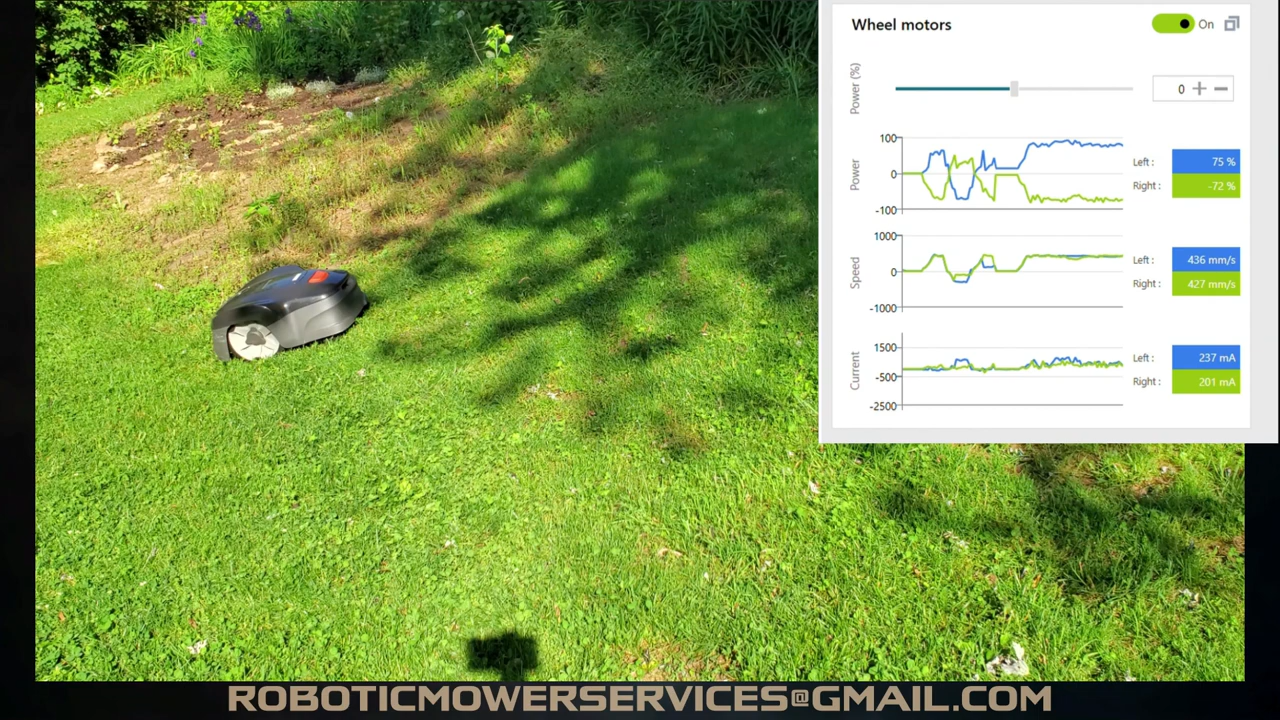 Wheel motors
On
Power (%)
0
Power
100
0
-100
Left : 75 %
Right : -72 %
Speed
1000
0
-1000
Left : 436 mm/s
Right : 427 mm/s
Current
1500
-500
-2500
Left : 237 mA
Right : 201 mA
ROBOTICMOWERSERVICES@GMAIL.COM